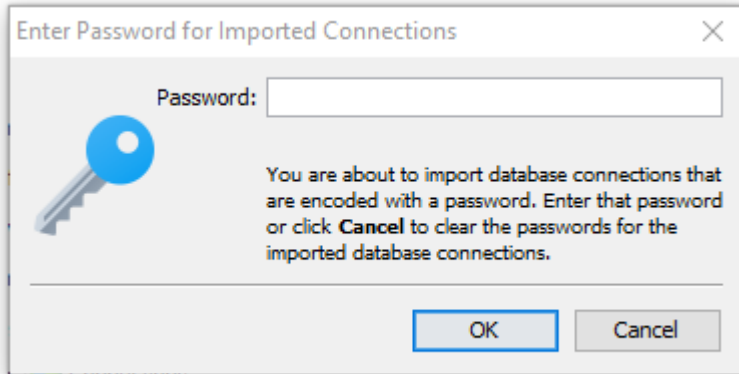 Enter Password for Imported Connections
Password:
You are about to import database connections that
are encoded with a password. Enter that password
or click Cancel to clear the passwords for the
imported database connections.
OK
Cancel